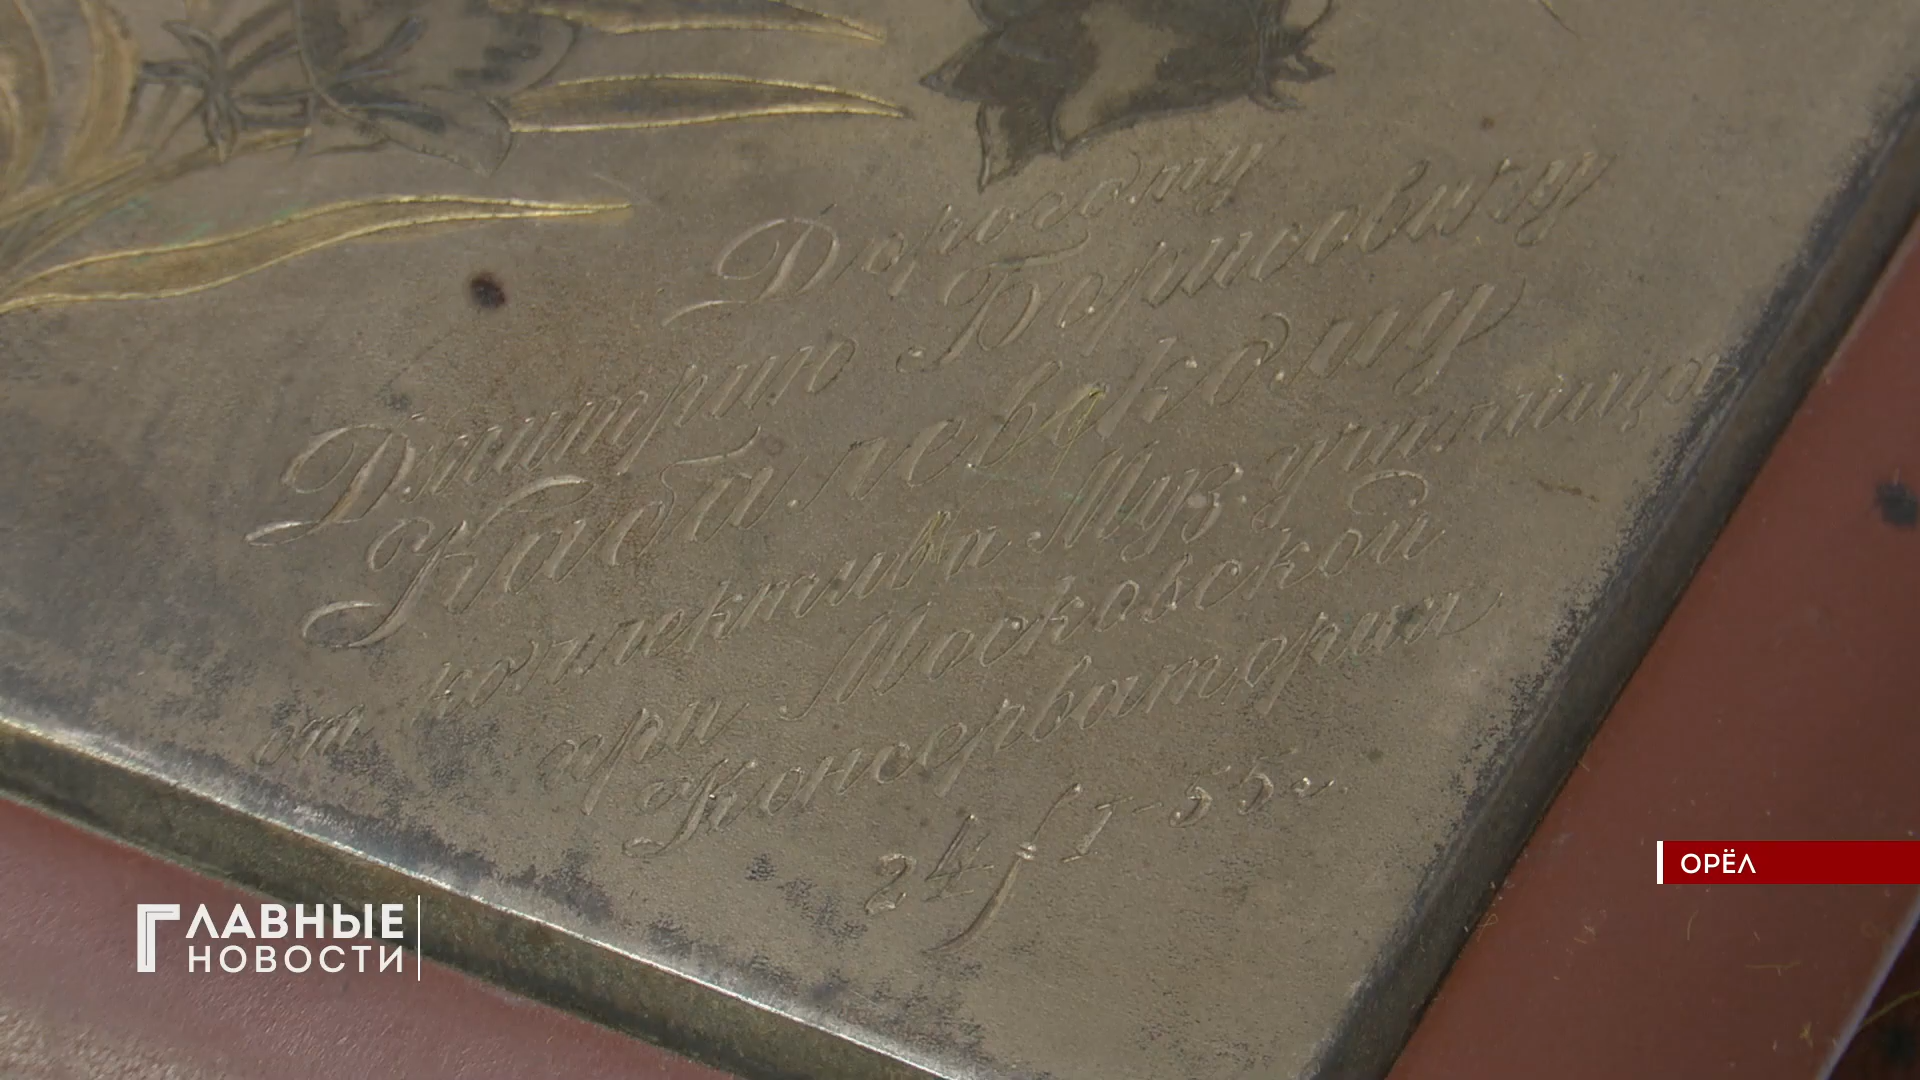 Дорогому
Дмитрию Борисовичу
Кабалевскому
от коллектива Муз. училища
при Московской
Консерватории
24/I-55г.
ОРЁЛ
ГЛАВНЫЕ
НОВОСТИ